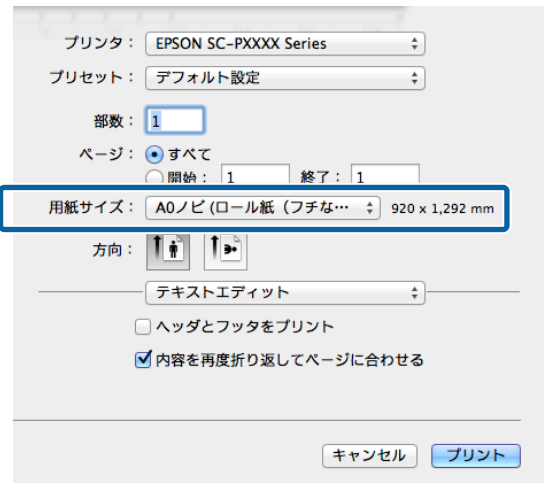 プリンタ： EPSON SC-PXXXX Series
プリセット： デフォルト設定
部数： 1
ページ： すべて
開始： 1 終了： 1
用紙サイズ： A0ノビ (ロール紙（フチな… 920 x 1,292 mm
方向：
テキストエディット
ヘッダとフッタをプリント
内容を再度折り返してページに合わせる
キャンセル プリント